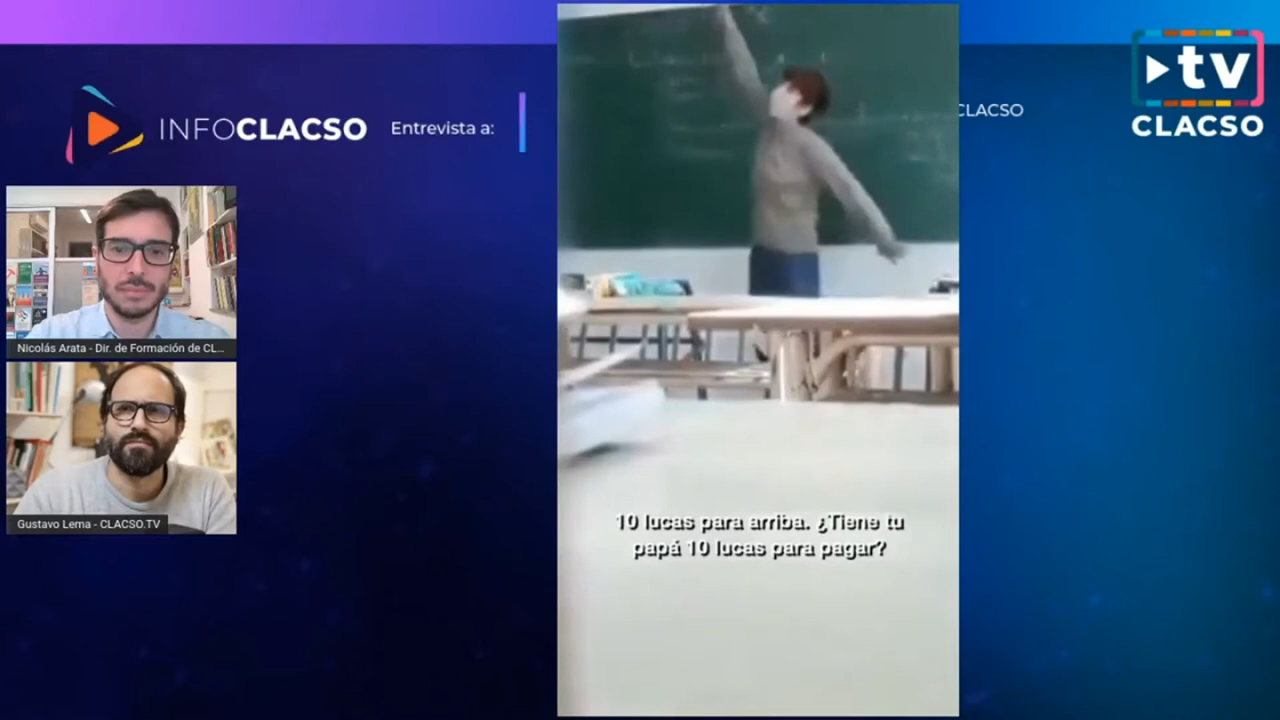 INFOCLACSO
Entrevista a:
CLACSO
tv
CLACSO
Nicolás Arata - Dir. de Formación de CL...
Gustavo Lema - CLACSO.TV
10 lucas para arriba. ¿Tiene tu
papá 10 lucas para pagar?